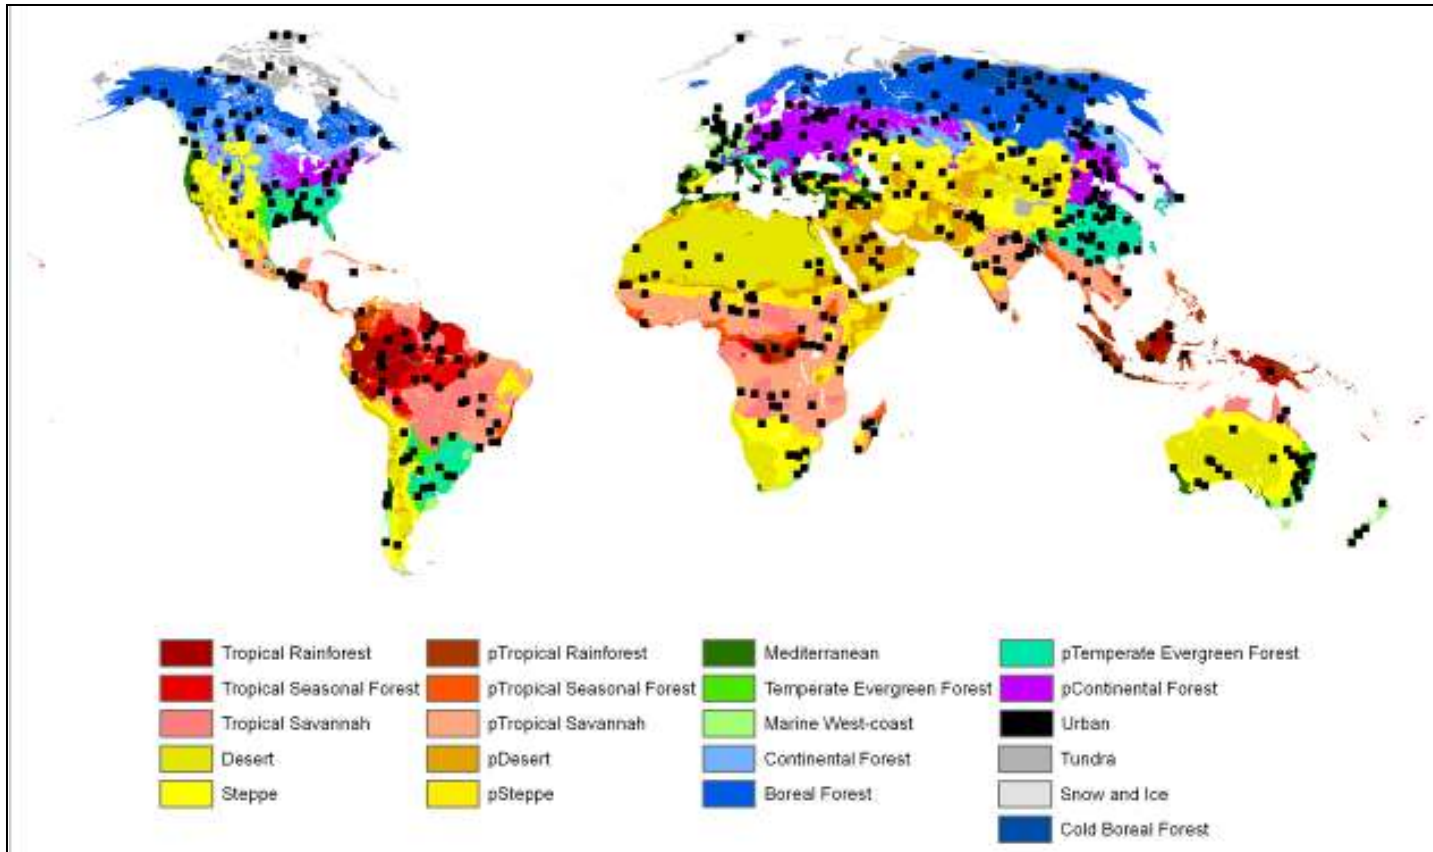 Tropical Rainforest
pTropical Rainforest
Mediterranean
pTemperate Evergreen Forest
Tropical Seasonal Forest
pTropical Seasonal Forest
Temperate Evergreen Forest
pContinental Forest
Tropical Savannah
pTropical Savannah
Marine West-coast
Urban
Desert
pDesert
Continental Forest
Tundra
Steppe
pSteppe
Boreal Forest
Snow and Ice
Cold Boreal Forest